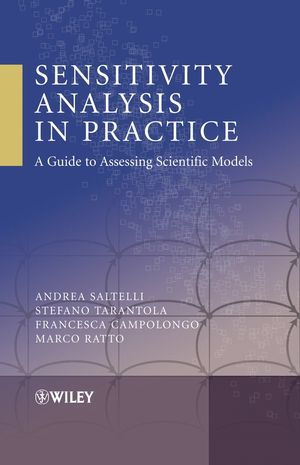 SENSITIVITY
ANALYSIS
IN PRACTICE
A Guide to Assessing Scientific Models
ANDREA SALTELLI
STEFANO TARANTOLA
FRANCESCA CAMPOLONGO
MARCO RATTO
WILEY